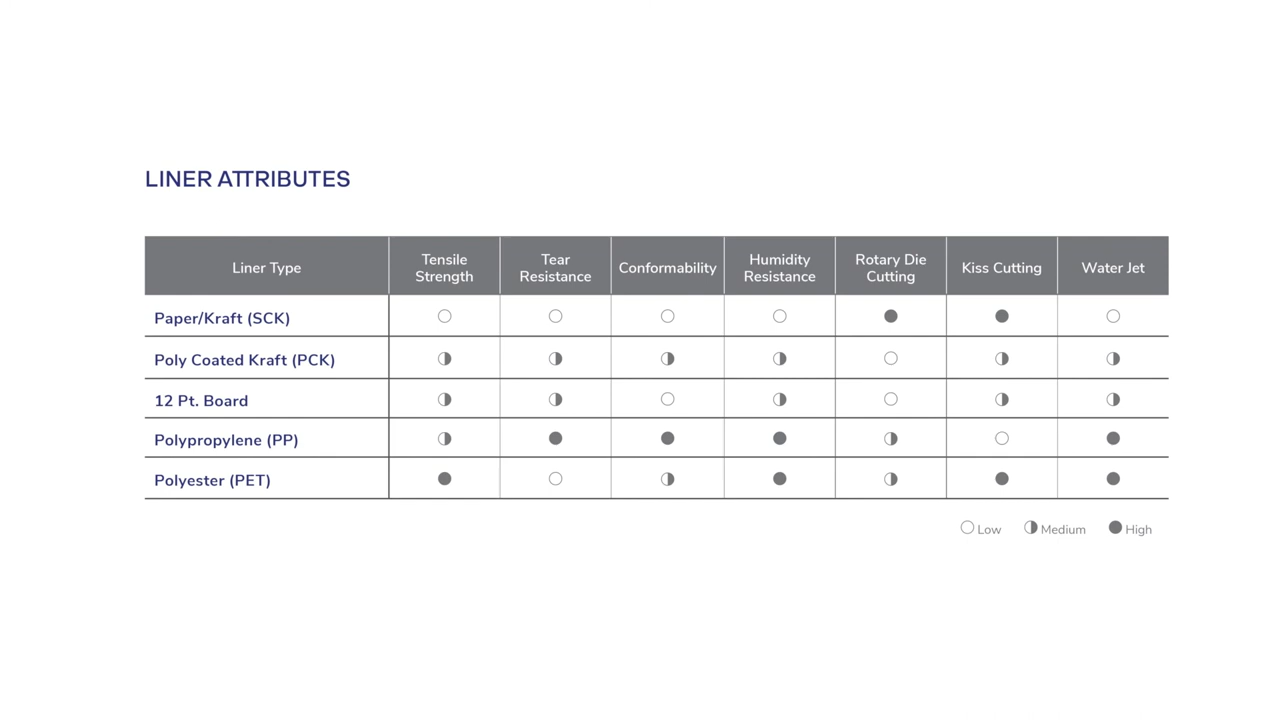 LINER ATTRIBUTES
Liner Type
Tensile
Strength
Tear
Resistance
Conformability
Humidity
Resistance
Rotary Die
Cutting
Kiss Cutting
Water Jet
Paper/Kraft (SCK)
Poly Coated Kraft (PCK)
12 Pt. Board
Polypropylene (PP)
Polyester (PET)
Low
Medium
High